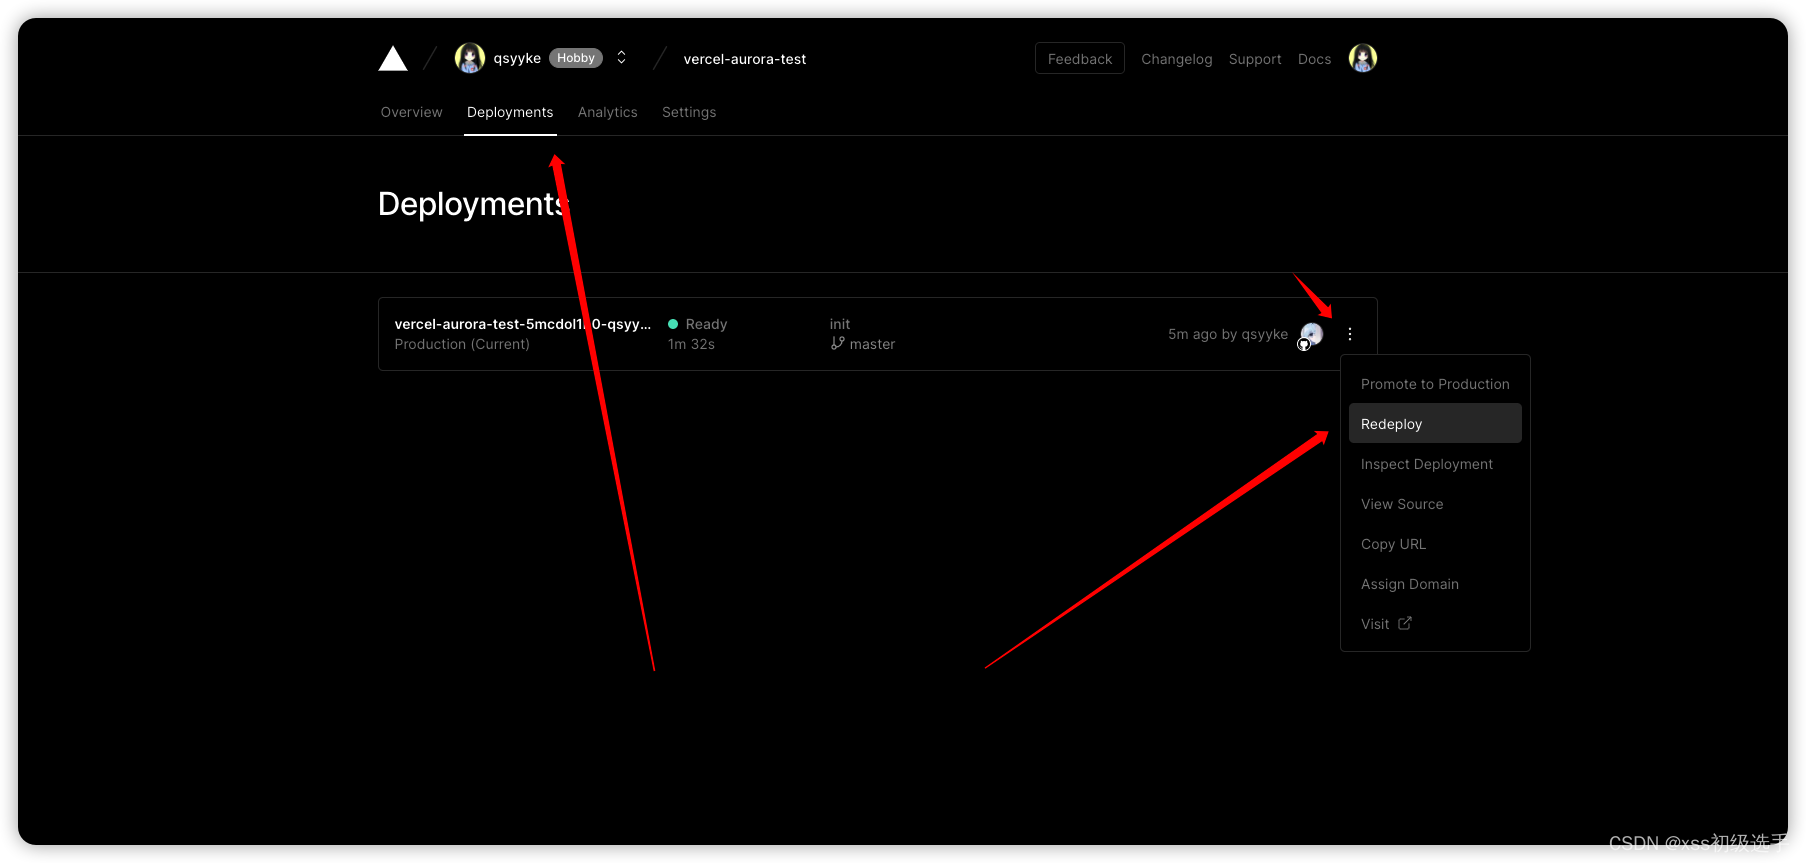 qsyyke Hobby vercel-aurora-test Feedback Changelog Support Docs
Overview Deployments Analytics Settings
Deployments
vercel-aurora-test-5mcdol1 0-qsyy... Ready init
Production (Current) 1m 32s master
5m ago by qsyyke
Promote to Production
Redeploy
Inspect Deployment
View Source
Copy URL
Assign Domain
Visit
CSDN @xss初级选手